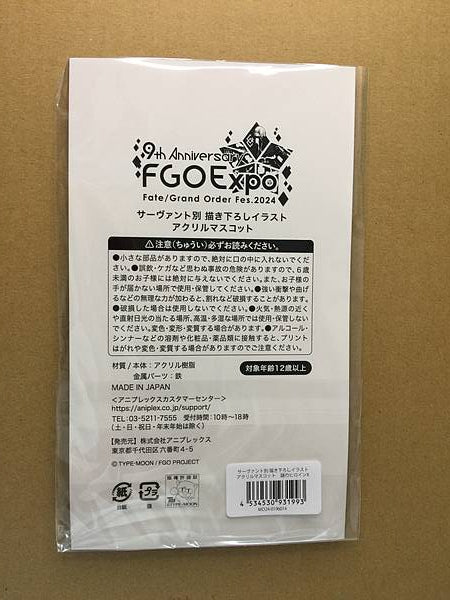 9th Anniversary
FGO Expo
Fate/Grand Order Fes.2024
サーヴァント別 描き下ろしイラスト
アクリルマスコット
⚠注意(ちゅうい)必ずお読みください。
●小さな部品がありますので、絶対に口の中に入れないでくだ
さい。●誤飲・ケガなど思わぬ事故の危険がありますので、6歳
未満のお子様には絶対に与えないでください。また、お子様の
手が届かない場所で使用・保管してください。●強い衝撃や曲げ
るなどの無理な力が加わると、割れなど破損することがあります。
●破損した場合は使用しないでください。●火気・熱源の近く
や直射日光の当たる場所、高温・多湿な場所では使用・保管しない
でください。変色・変形・変質する場合があります。●アルコール・
シンナーなどの溶剤や化粧品・薬品類に接触すると、プリント
はがれや変色・変質する場合がありますのでご注意ください。
材質/本体:アクリル樹脂
金属パーツ:鉄
対象年齢12歳以上
MADE IN JAPAN
<アニプレックスカスタマーセンター>
https://aniplex.co.jp/support/
TEL:03-5211-7555 受付時間:10時~18時
(土・日・祝日・年末年始は除く)
【発売元】株式会社アニプレックス
東京都千代田区六番町4-5
©TYPE-MOON / FGO PROJECT
紙
台紙
プラ
袋
版権許諾証
©TYPE-MOON
サーヴァント別 描き下ろしイラスト
アクリルマスコット 謎のヒロインX
4 534530 931993